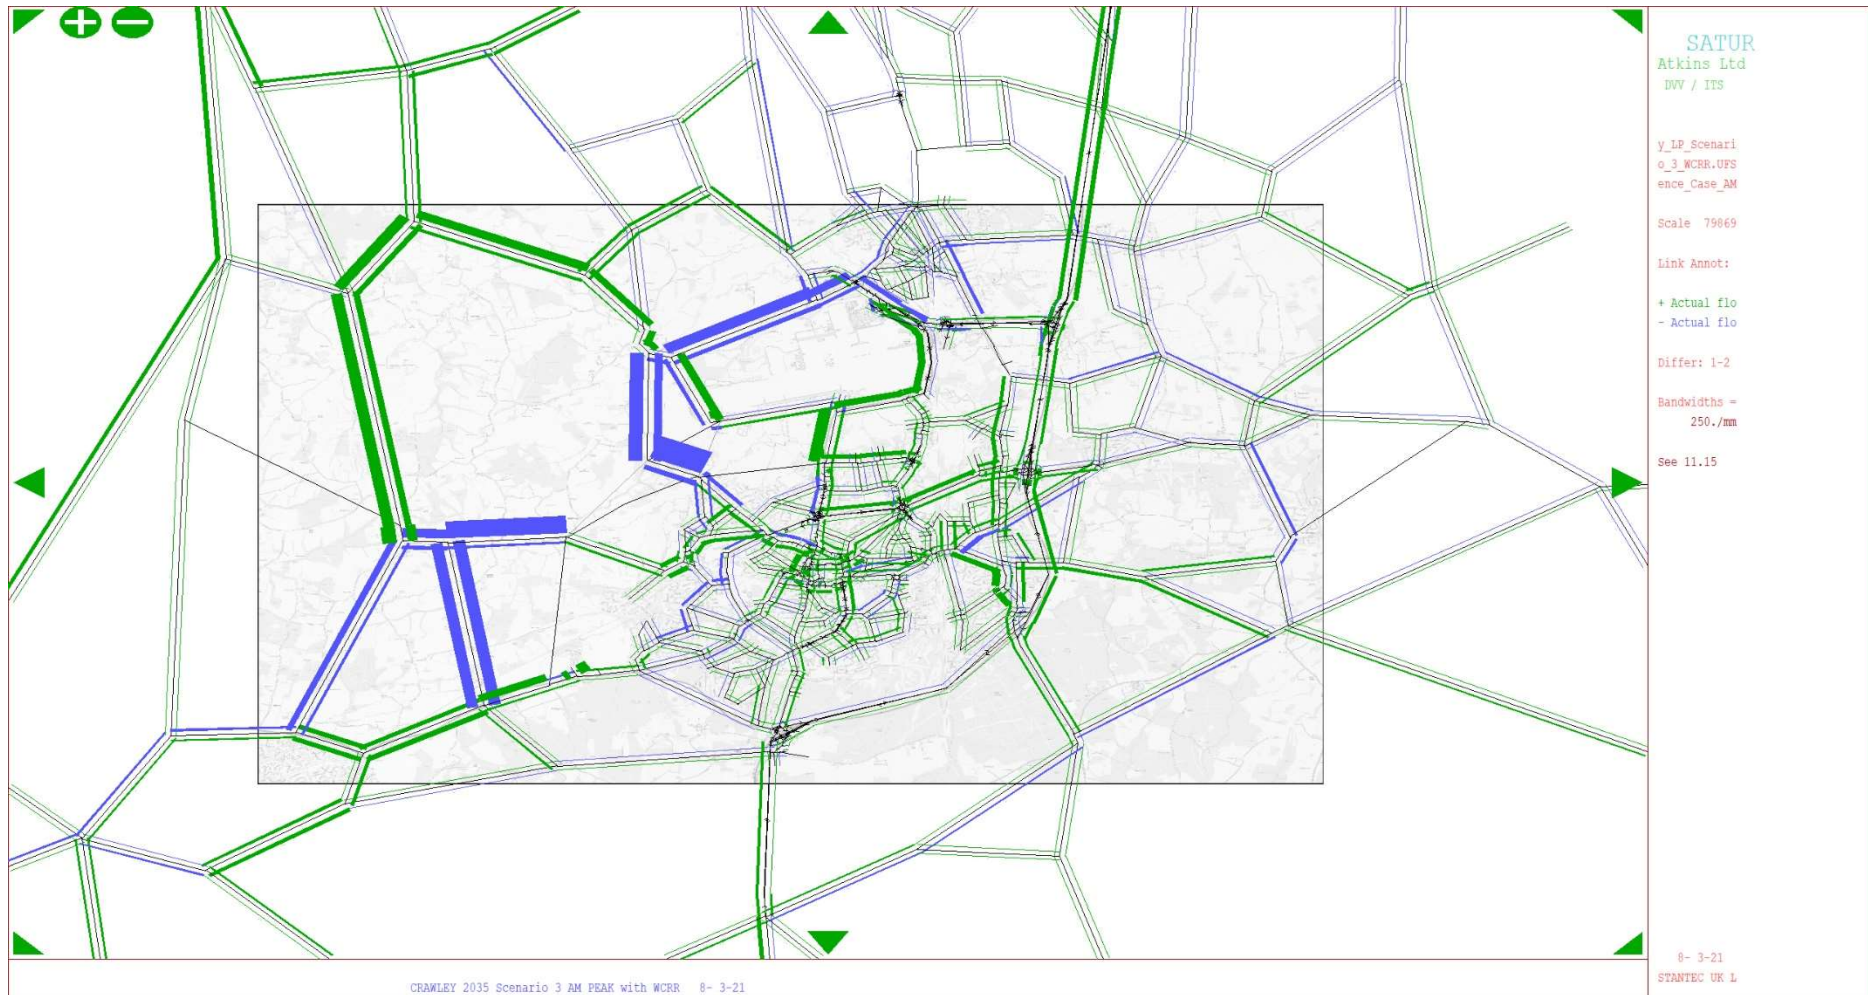 SATUR
Atkins Ltd
DVV / ITS
y_LP_Scenari
o_3_WCRR.UFS
ence_Case_AM
Scale 79869
Link Annot:
+ Actual flo
- Actual flo
Differ: 1-2
Bandwidths =
250./mm
See 11.15
8- 3-21
STANTEC UK L
CRAWLEY 2035 Scenario 3 AM PEAK with WCRR 8- 3-21